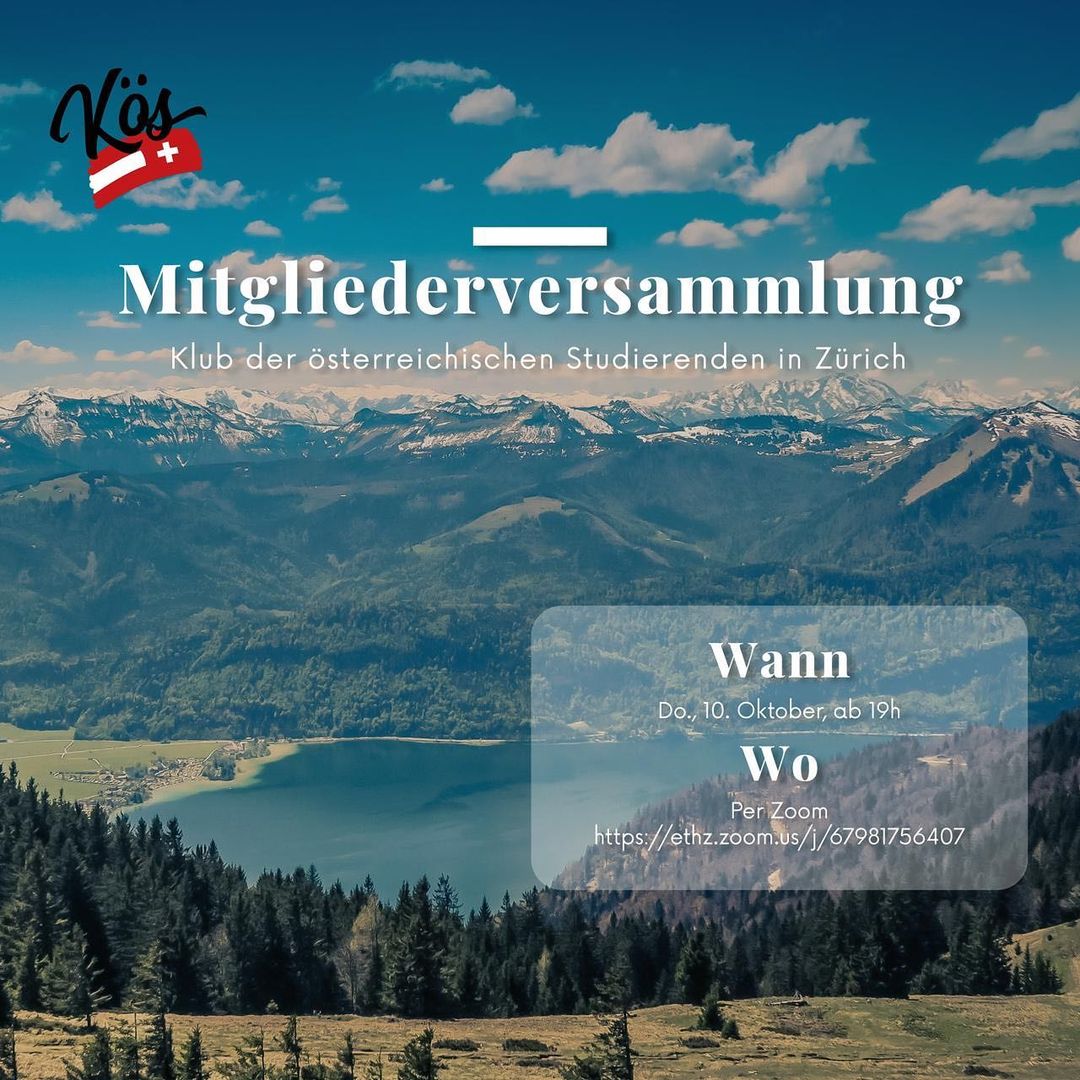 Kös
Mitgliederversammlung
Klub der österreichischen Studierenden in Zürich
Wann
Do., 10. Oktober, ab 19h
Wo
Per Zoom
https://ethz.zoom.us/j/67981756407